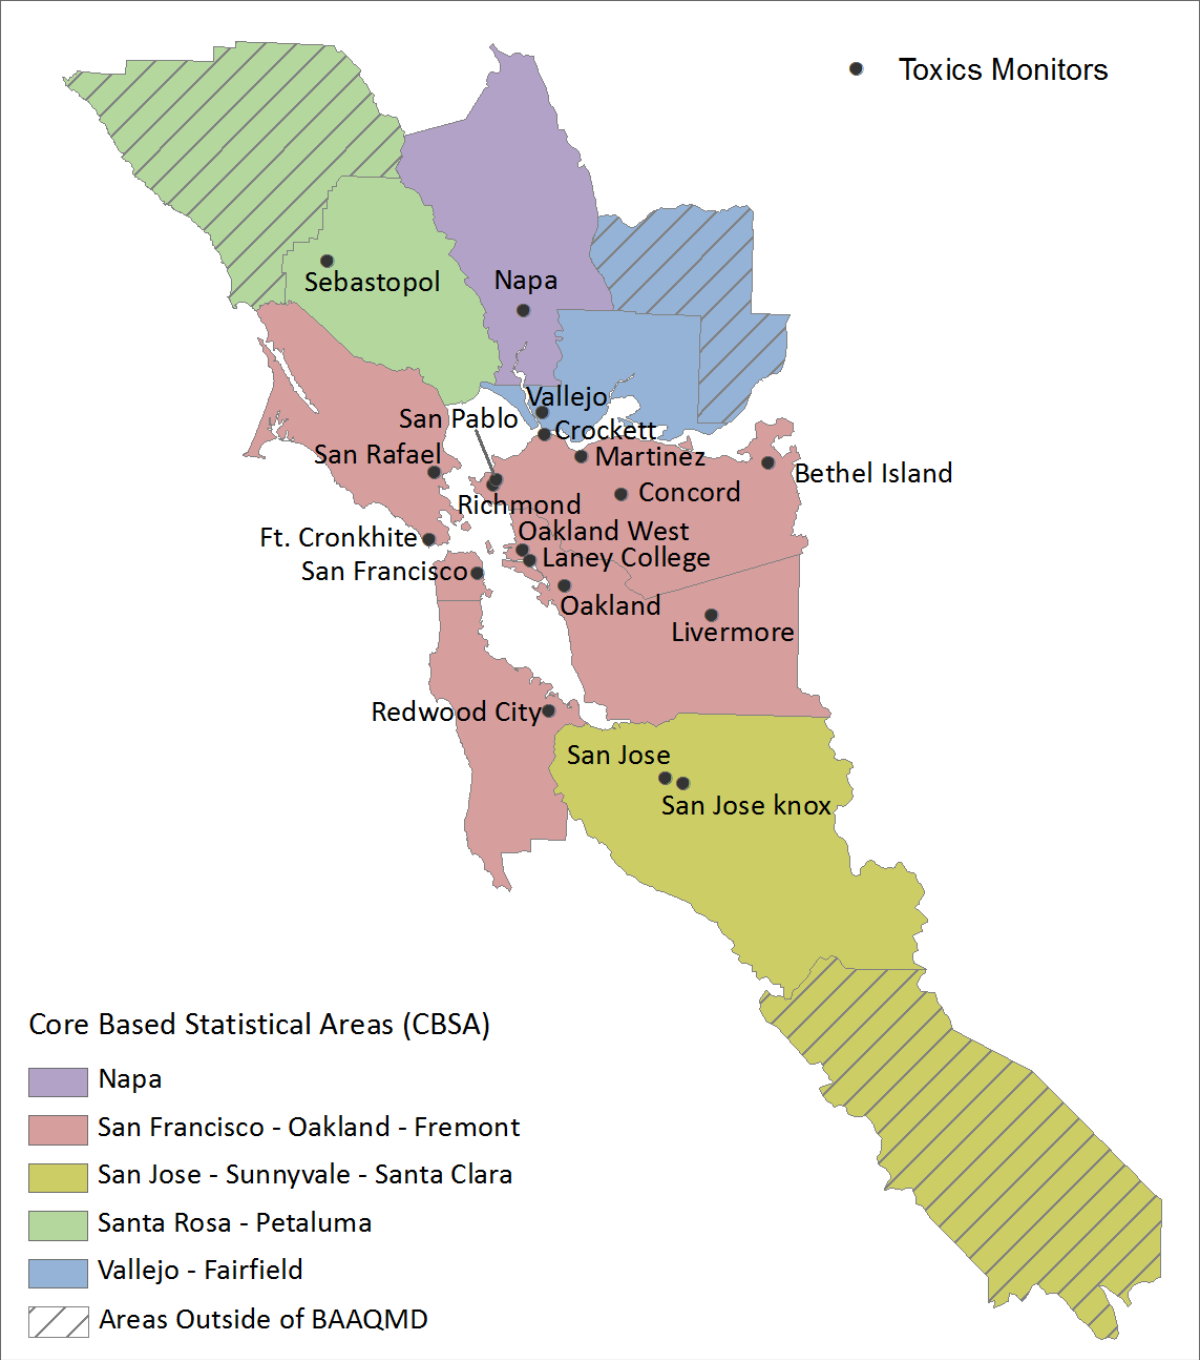 Toxics Monitors
Sebastopol
Napa
Vallejo
San Pablo
Crockett
San Rafael
Martinez
Bethel Island
Concord
Richmond
Oakland West
Ft. Cronkhite
Laney College
San Francisco
Oakland
Livermore
Redwood City
San Jose
San Jose knox
Core Based Statistical Areas (CBSA)
Napa
San Francisco - Oakland - Fremont
San Jose - Sunnyvale - Santa Clara
Santa Rosa - Petaluma
Vallejo - Fairfield
Areas Outside of BAAQMD